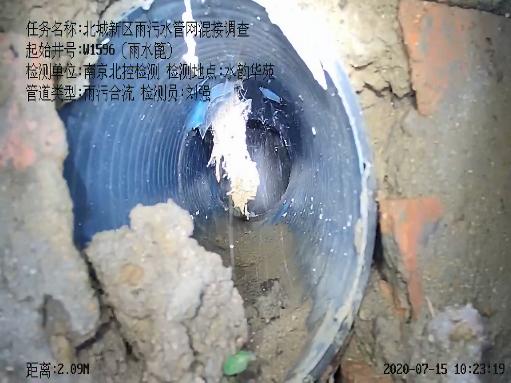 任务名称:北城新区雨污水管网混接调查
起始井号:W1596（雨水篦）
检测单位:南京北控检测 检测地点:水韵华苑
管道类型:雨污合流 检测员:刘强
距离:2.09M
2020-07-15 10:23:19